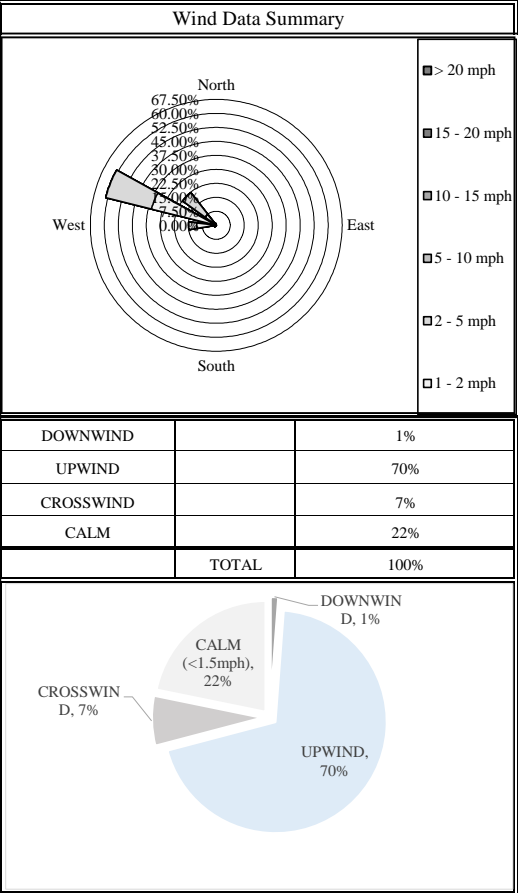 Wind Data Summary
North
67.50%
60.00%
52.50%
45.00%
37.50%
30.00%
22.50%
15.00%
7.50%
0.00%
West
East
South
> 20 mph
15 - 20 mph
10 - 15 mph
5 - 10 mph
2 - 5 mph
1 - 2 mph
DOWNWIND 1%
UPWIND 70%
CROSSWIND 7%
CALM 22%
TOTAL 100%
DOWNWIN
D, 1%
CALM
(<1.5mph),
22%
CROSSWIN
D, 7%
UPWIND,
70%